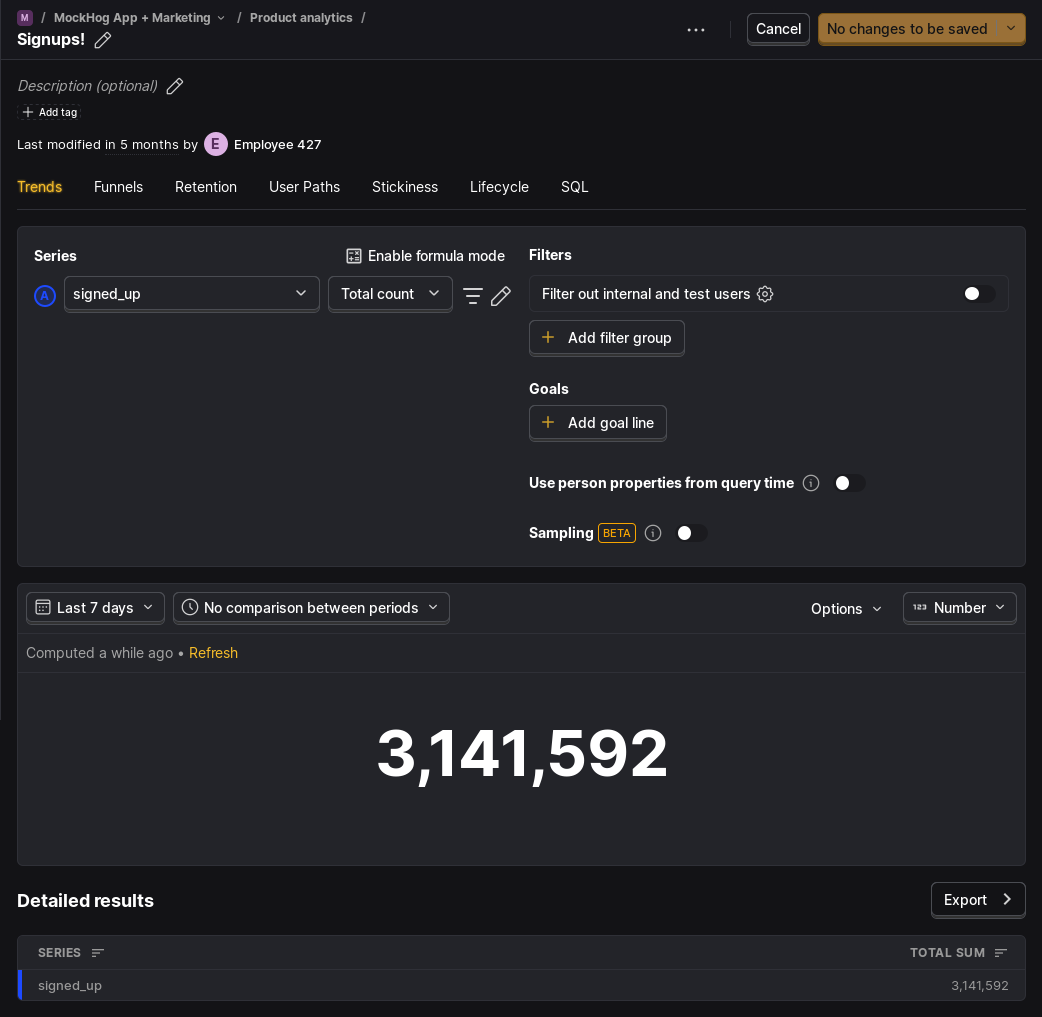 M / MockHog App + Marketing / Product analytics /
Signups!
Cancel
No changes to be saved
Description (optional)
Add tag
Last modified in 5 months by E Employee 427
Trends Funnels Retention User Paths Stickiness Lifecycle SQL
Series
Enable formula mode
A signed_up Total count
Filters
Filter out internal and test users
Add filter group
Goals
Add goal line
Use person properties from query time
Sampling BETA
Last 7 days No comparison between periods Options 123 Number
Computed a while ago • Refresh
3,141,592
Detailed results
Export
SERIES TOTAL SUM
signed_up 3,141,592